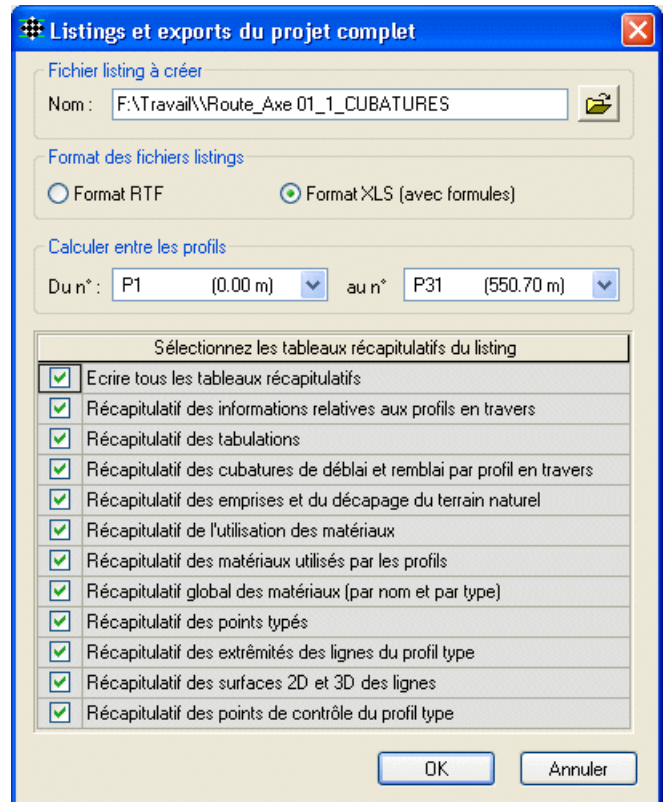 Listings et exports du projet complet
Fichier listing à créer
Nom : F:\Travail\\Route_Axe 01_1_CUBATURES
Format des fichiers listings
Format RTF Format XLS (avec formules)
Calculer entre les profils
Du n° : P1 (0.00 m) au n° P31 (550.70 m)
Sélectionnez les tableaux récapitulatifs du listing
Ecrire tous les tableaux récapitulatifs
Récapitulatif des informations relatives aux profils en travers
Récapitulatif des tabulations
Récapitulatif des cubatures de déblai et remblai par profil en travers
Récapitulatif des emprises et du décapage du terrain naturel
Récapitulatif de l'utilisation des matériaux
Récapitulatif des matériaux utilisés par les profils
Récapitulatif global des matériaux (par nom et par type)
Récapitulatif des points typés
Récapitulatif des extrêmités des lignes du profil type
Récapitulatif des surfaces 2D et 3D des lignes
Récapitulatif des points de contrôle du profil type
OK Annuler